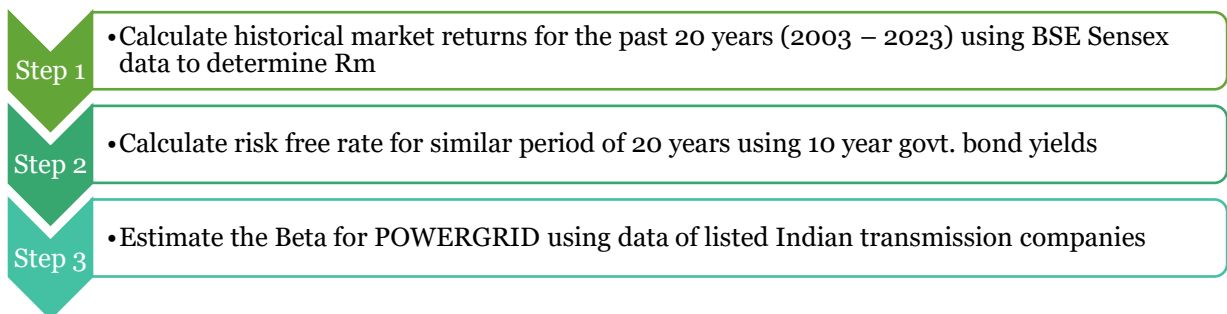 Step 1
•Calculate historical market returns for the past 20 years (2003 – 2023) using BSE Sensex
data to determine Rm
Step 2
•Calculate risk free rate for similar period of 20 years using 10 year govt. bond yields
Step 3
•Estimate the Beta for POWERGRID using data of listed Indian transmission companies